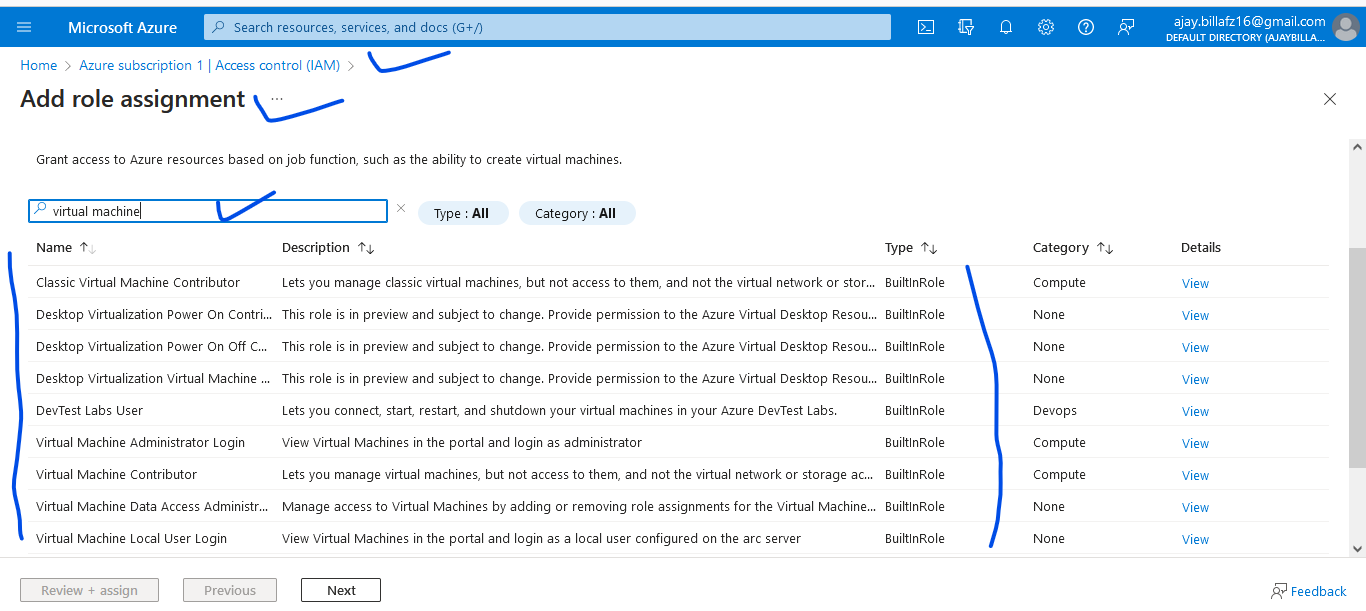 Microsoft Azure
Search resources, services, and docs (G+/)
ajay.billafz16@gmail.com
DEFAULT DIRECTORY (AJAYBILLA...
Home > Azure subscription 1 | Access control (IAM) >
Add role assignment ...
Grant access to Azure resources based on job function, such as the ability to create virtual machines.
virtual machine × Type : All Category : All
Name ↑↓ Description ↑↓ Type ↑↓ Category ↑↓ Details
Classic Virtual Machine Contributor Lets you manage classic virtual machines, but not access to them, and not the virtual network or stor... BuiltInRole Compute View
Desktop Virtualization Power On Contri... This role is in preview and subject to change. Provide permission to the Azure Virtual Desktop Resou... BuiltInRole None View
Desktop Virtualization Power On Off C... This role is in preview and subject to change. Provide permission to the Azure Virtual Desktop Resou... BuiltInRole None View
Desktop Virtualization Virtual Machine ... This role is in preview and subject to change. Provide permission to the Azure Virtual Desktop Resou... BuiltInRole None View
DevTest Labs User Lets you connect, start, restart, and shutdown your virtual machines in your Azure DevTest Labs. BuiltInRole Devops View
Virtual Machine Administrator Login View Virtual Machines in the portal and login as administrator BuiltInRole Compute View
Virtual Machine Contributor Lets you manage virtual machines, but not access to them, and not the virtual network or storage ac... BuiltInRole Compute View
Virtual Machine Data Access Administr... Manage access to Virtual Machines by adding or removing role assignments for the Virtual Machine... BuiltInRole None View
Virtual Machine Local User Login View Virtual Machines in the portal and login as a local user configured on the arc server BuiltInRole None View
Review + assign Previous Next Feedback